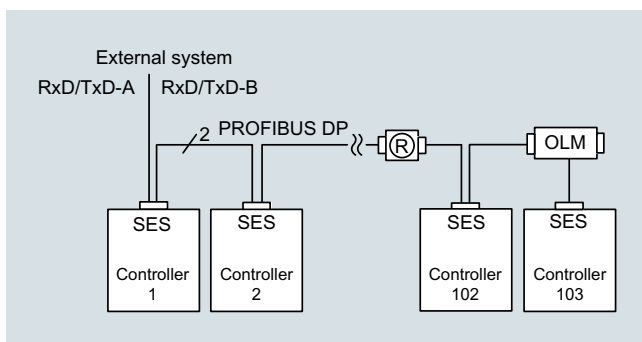 External system
RxD/TxD-A RxD/TxD-B
2 PROFIBUS DP
R
OLM
SES SES SES SES
Controller Controller Controller Controller
1 2 102 103